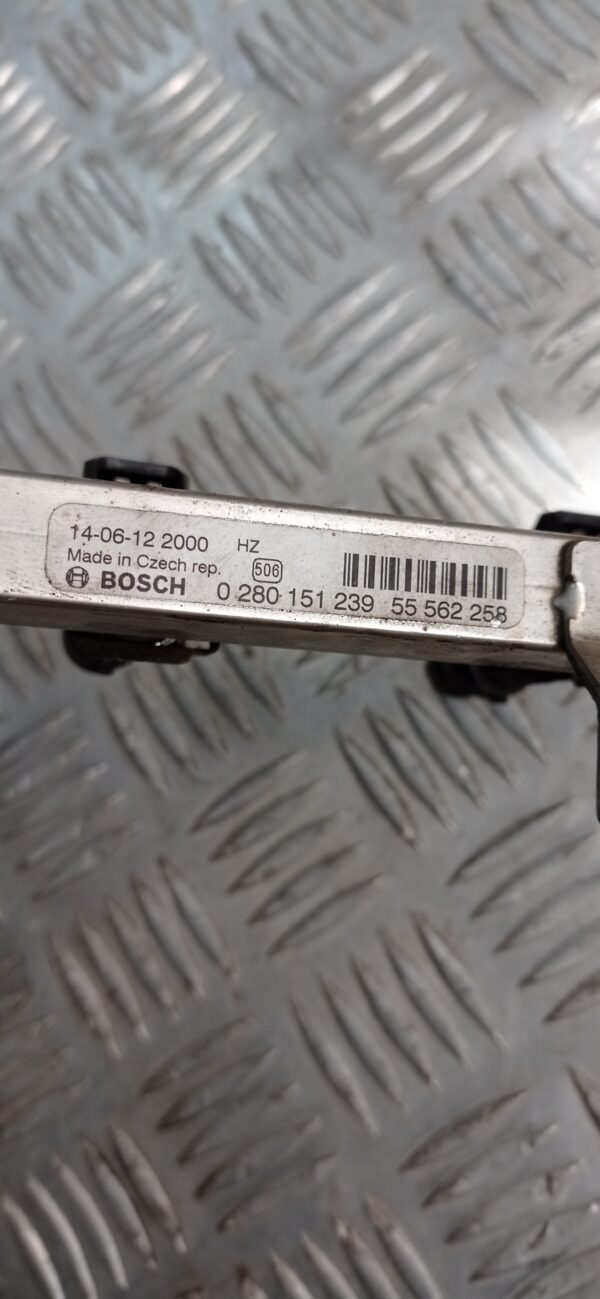 14-06-12 2000 HZ
Made in Czech rep. 506
BOSCH 0 280 151 239 55 562 258